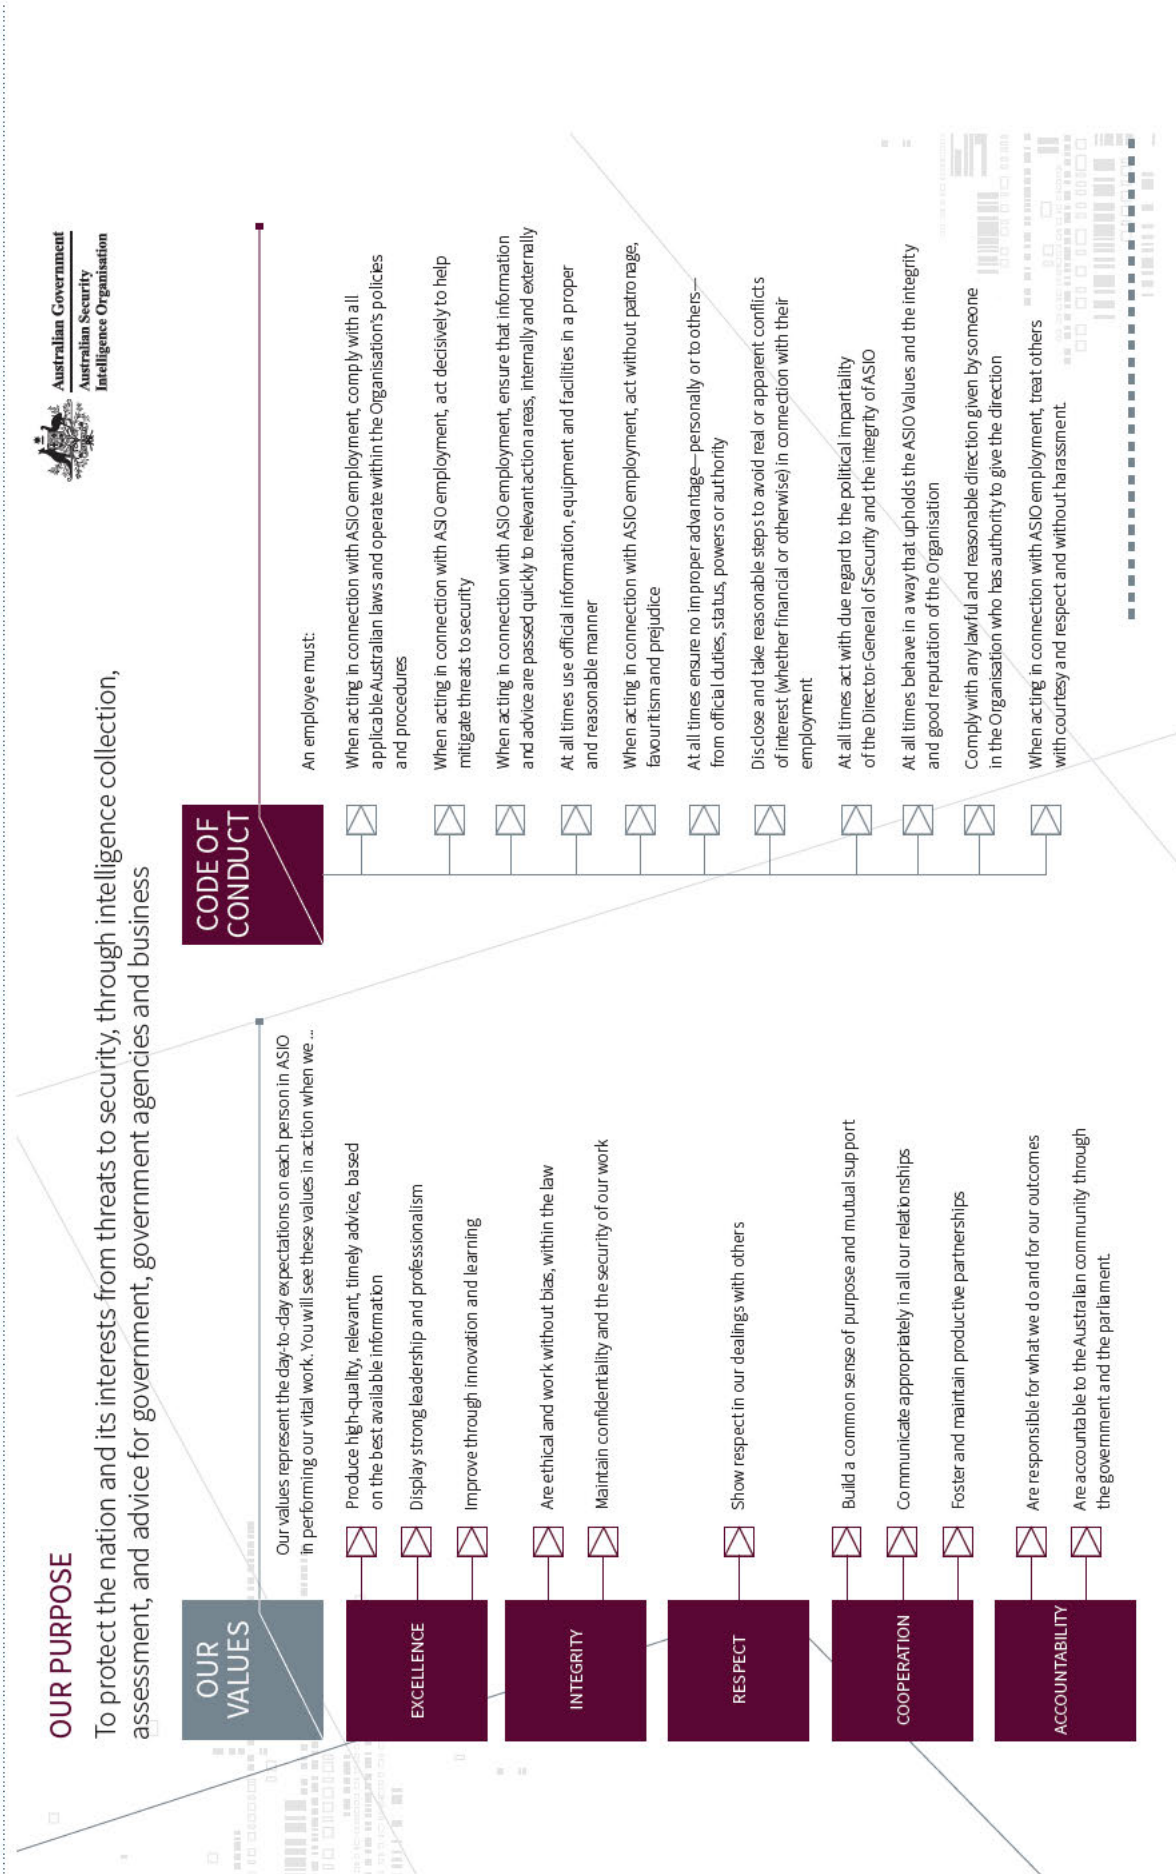 Australian Government
Australian Security
Intelligence Organisation
OUR PURPOSE
To protect the nation and its interests from threats to security, through intelligence collection,
assessment, and advice for government, government agencies and business
OUR
VALUES
Our values represent the day-to-day expectations on each person in ASIO
in performing our vital work. You will see these values in action when we ...
EXCELLENCE
Produce high-quality, relevant, timely advice, based
on the best available information
Display strong leadership and professionalism
Improve through innovation and learning
INTEGRITY
Are ethical and work without bias, within the law
Maintain confidentiality and the security of our work
RESPECT
Show respect in our dealings with others
COOPERATION
Build a common sense of purpose and mutual support
Communicate appropriately in all our relationships
Foster and maintain productive partnerships
ACCOUNTABILITY
Are responsible for what we do and for our outcomes
Are accountable to the Australian community through
the government and the parliament.
CODE OF
CONDUCT
An employee must:
When acting in connection with ASIO employment, comply with all
applicable Australian laws and operate within the Organisation's policies
and procedures
When acting in connection with ASIO employment, act decisively to help
mitigate threats to security
When acting in connection with ASIO employment, ensure that information
and advice are passed quickly to relevant action areas, internally and externally
At all times use official information, equipment and facilities in a proper
and reasonable manner
When acting in connection with ASIO employment, act without patronage,
favouritism and prejudice
At all times ensure no improper advantage—personally or to others—
from official duties, status, powers or authority
Disclose and take reasonable steps to avoid real or apparent conflicts
of interest (whether financial or otherwise) in connection with their
employment
At all times act with due regard to the political impartiality
of the Director-General of Security and the integrity of ASIO
At all times behave in a way that upholds the ASIO Values and the integrity
and good reputation of the Organisation
Comply with any lawful and reasonable direction given by someone
in the Organisation who has authority to give the direction
When acting in connection with ASIO employment, treat others
with courtesy and respect and without harassment.